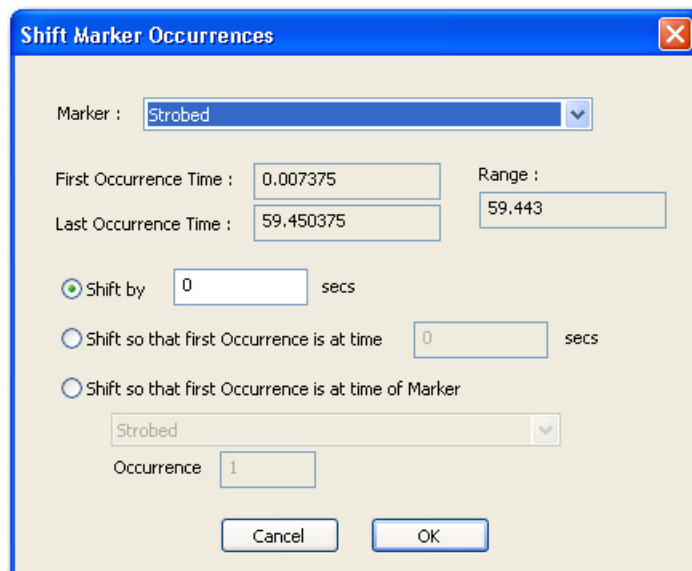 Shift Marker Occurrences
Marker : Strobed
First Occurrence Time : 0.007375
Range :
Last Occurrence Time : 59.450375
59.443
Shift by 0 secs
Shift so that first Occurrence is at time 0 secs
Shift so that first Occurrence is at time of Marker
Strobed
Occurrence 1
Cancel OK